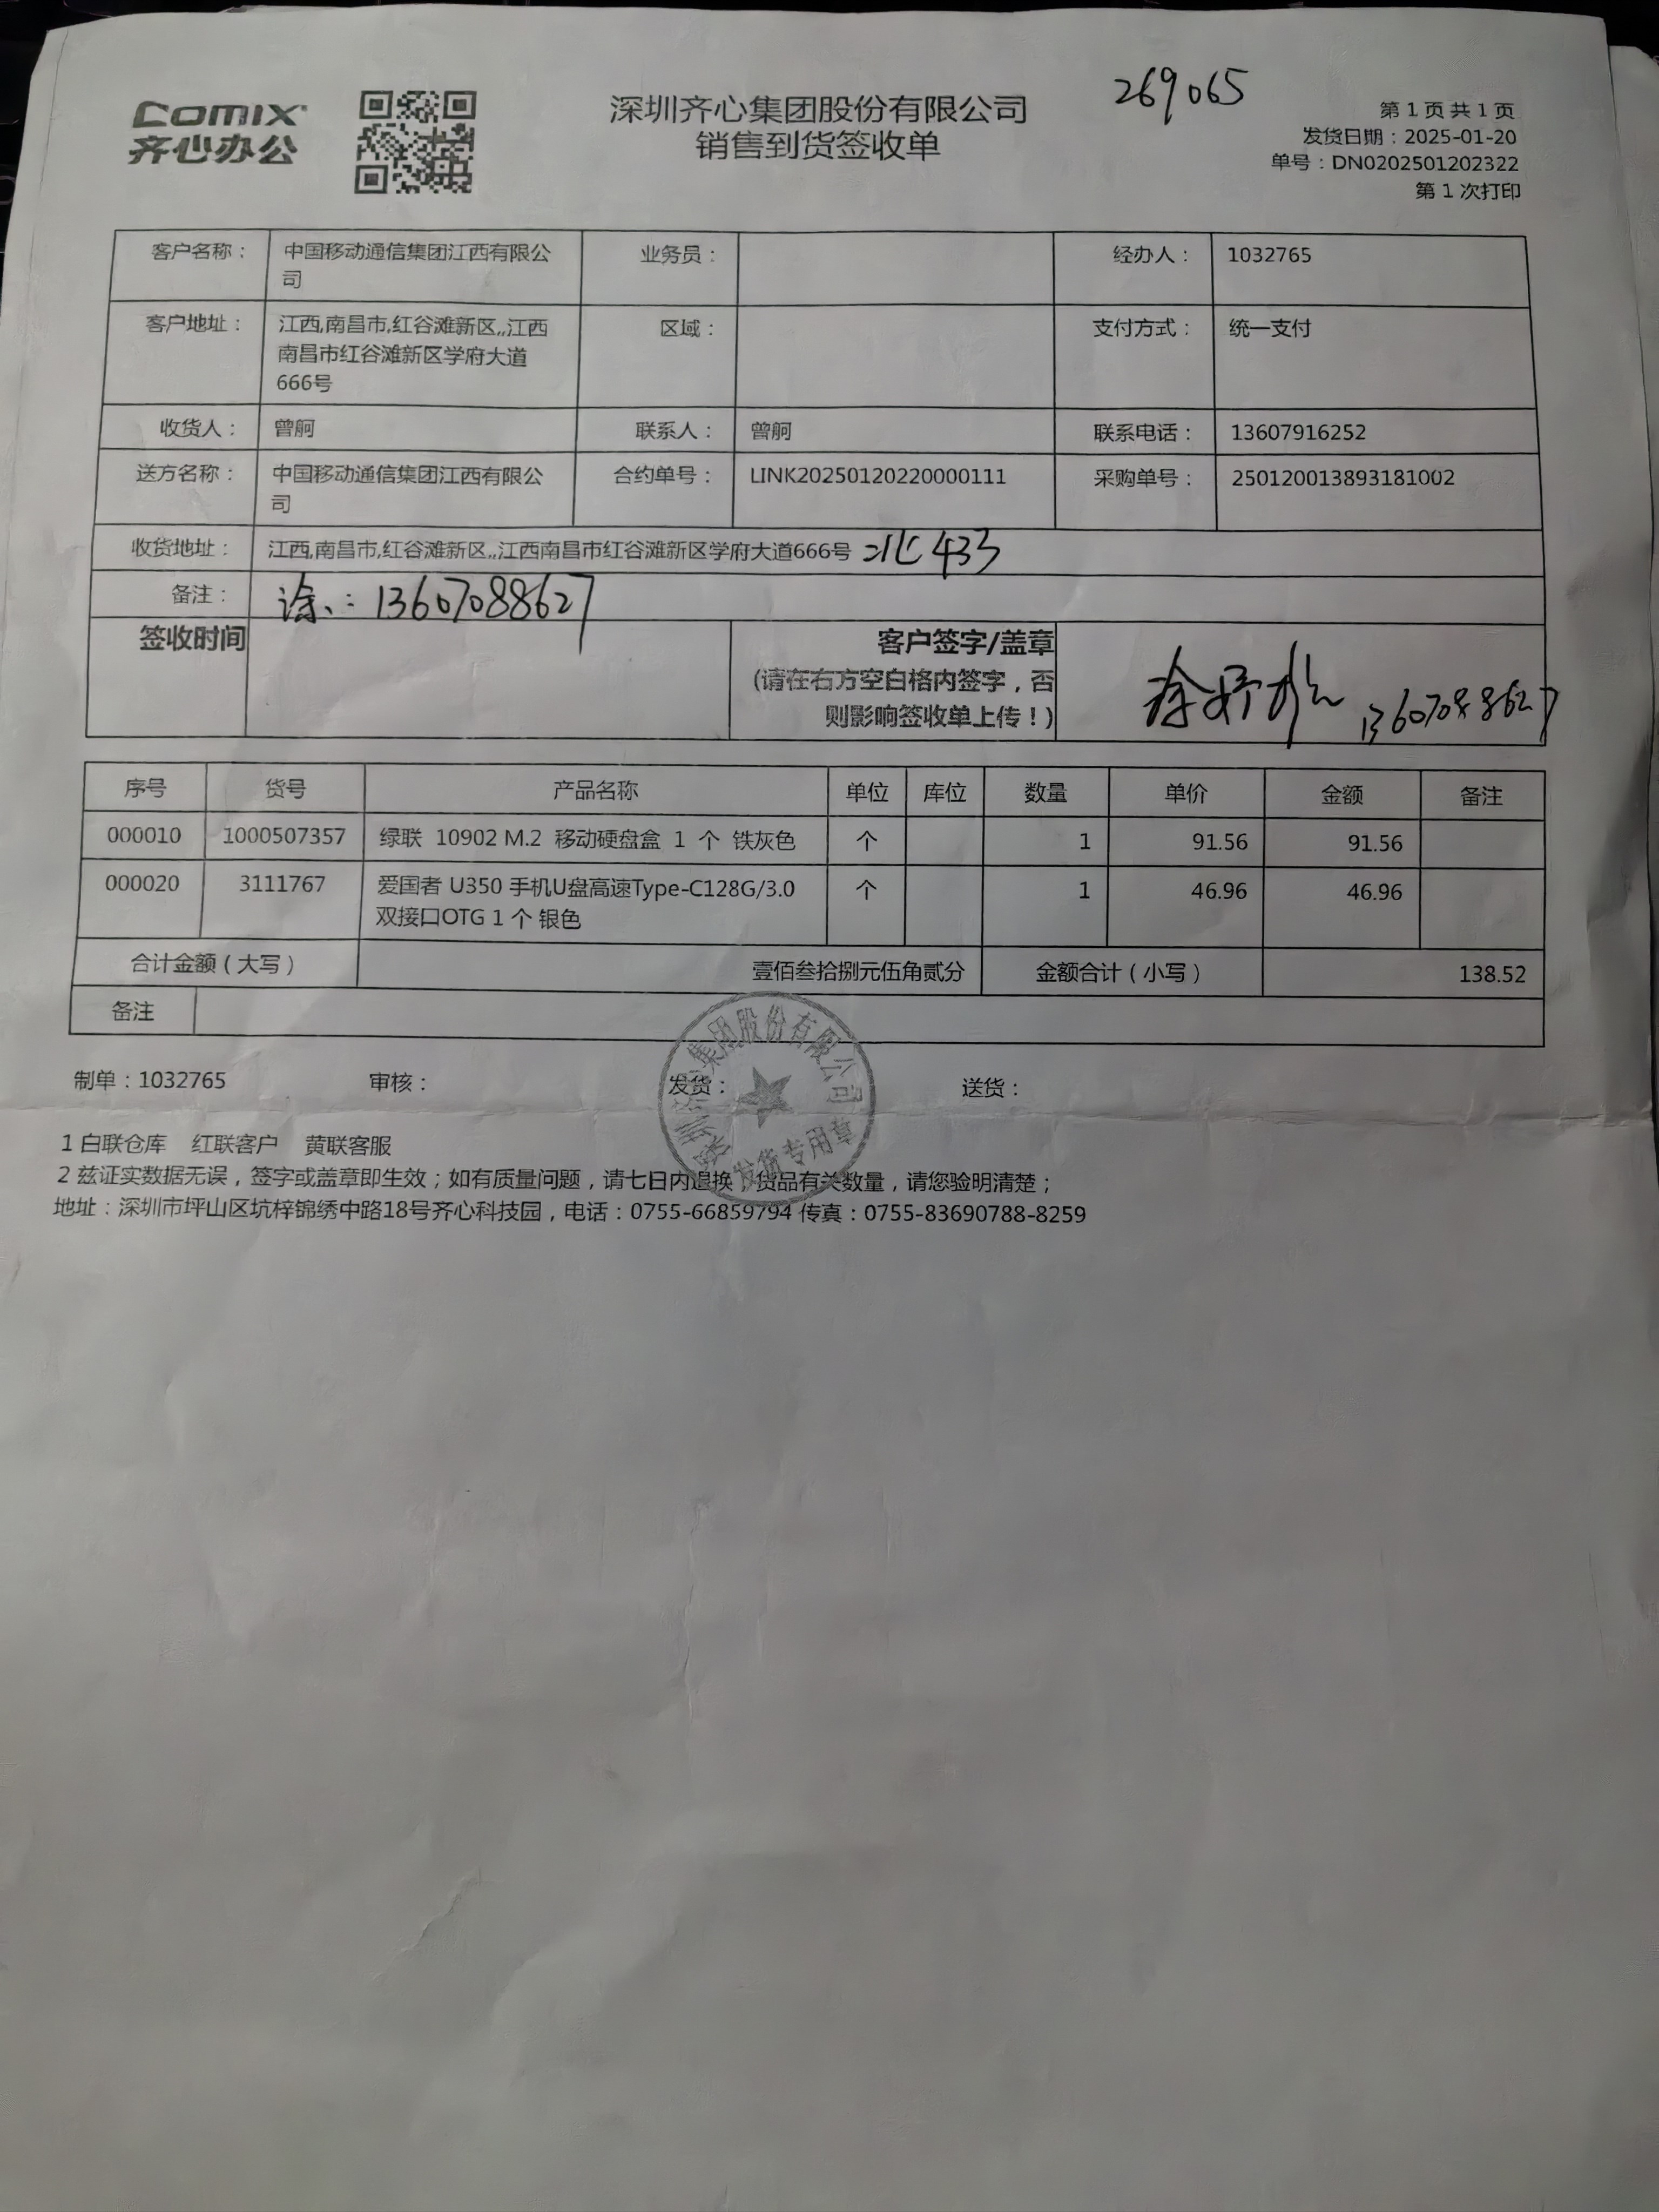 COMIX
齐心办公
深圳齐心集团股份有限公司
销售到货签收单
269065
第 1 页 共 1 页
发货日期：2025-01-20
单号：DN0202501202322
第 1 次打印
客户名称： 中国移动通信集团江西有限公司 业务员： 经办人： 1032765
客户地址： 江西,南昌市,红谷滩新区,,江西南昌市红谷滩新区学府大道666号 区域： 支付方式： 统一支付
收货人： 曾舸 联系人： 曾舸 联系电话： 13607916252
送方名称： 中国移动通信集团江西有限公司 合约单号： LINK20250120220000111 采购单号： 250120013893181002
收货地址： 江西,南昌市,红谷滩新区,,江西南昌市红谷滩新区学府大道666号 北433
备注： 涂：13607088627
签收时间 客户签字/盖章
(请在右方空白格内签字，否
则影响签收单上传！)
13607088627
序号 货号 产品名称 单位 库位 数量 单价 金额 备注
000010 1000507357 绿联 10902 M.2 移动硬盘盒 1 个 铁灰色 个 1 91.56 91.56
000020 3111767 爱国者 U350 手机U盘高速Type-C128G/3.0
双接口OTG 1 个 银色 个 1 46.96 46.96
合计金额（大写） 壹佰叁拾捌元伍角贰分 金额合计（小写） 138.52
备注
制单：1032765 审核： 发货： 送货：
深圳齐心集团股份有限公司
发货专用章
1 白联仓库 红联客户 黄联客服
2 兹证实数据无误，签字或盖章即生效；如有质量问题，请七日内退换，货品有关数量，请您验明清楚；
地址：深圳市坪山区坑梓锦绣中路18号齐心科技园，电话：0755-66859794 传真：0755-83690788-8259